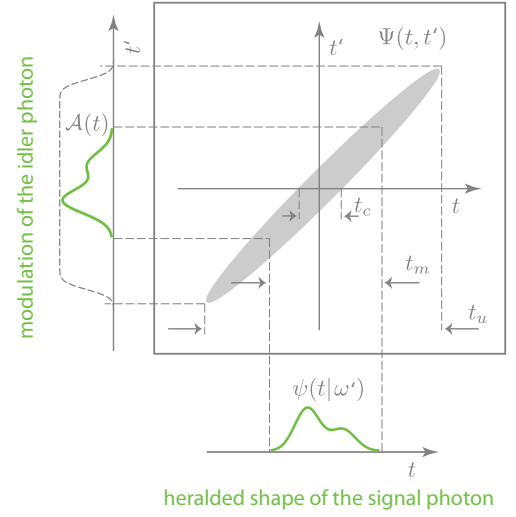 modulation of the idler photon
t‘
𝒜(t)
t‘
Ψ(t, t‘)
t
t_c
t_m
t_u
ψ(t|ω‘)
t
heralded shape of the signal photon